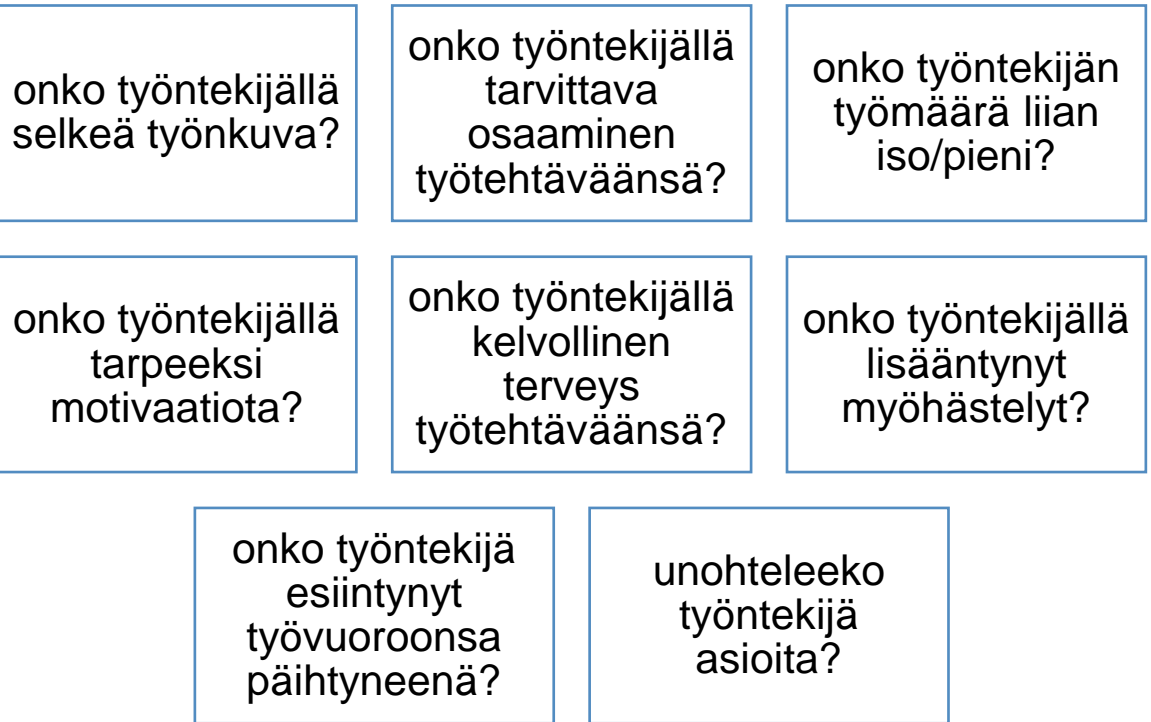 onko työntekijällä
selkeä työnkuva?
onko työntekijällä
tarvittava
osaaminen
työtehtäväänsä?
onko työntekijän
työmäärä liian
iso/pieni?
onko työntekijällä
tarpeeksi
motivaatiota?
onko työntekijällä
kelvollinen
terveys
työtehtäväänsä?
onko työntekijällä
lisääntynyt
myöhästelyt?
onko työntekijä
esiintynyt
työvuoroonsa
päihtyneenä?
unohteleeko
työntekijä
asioita?